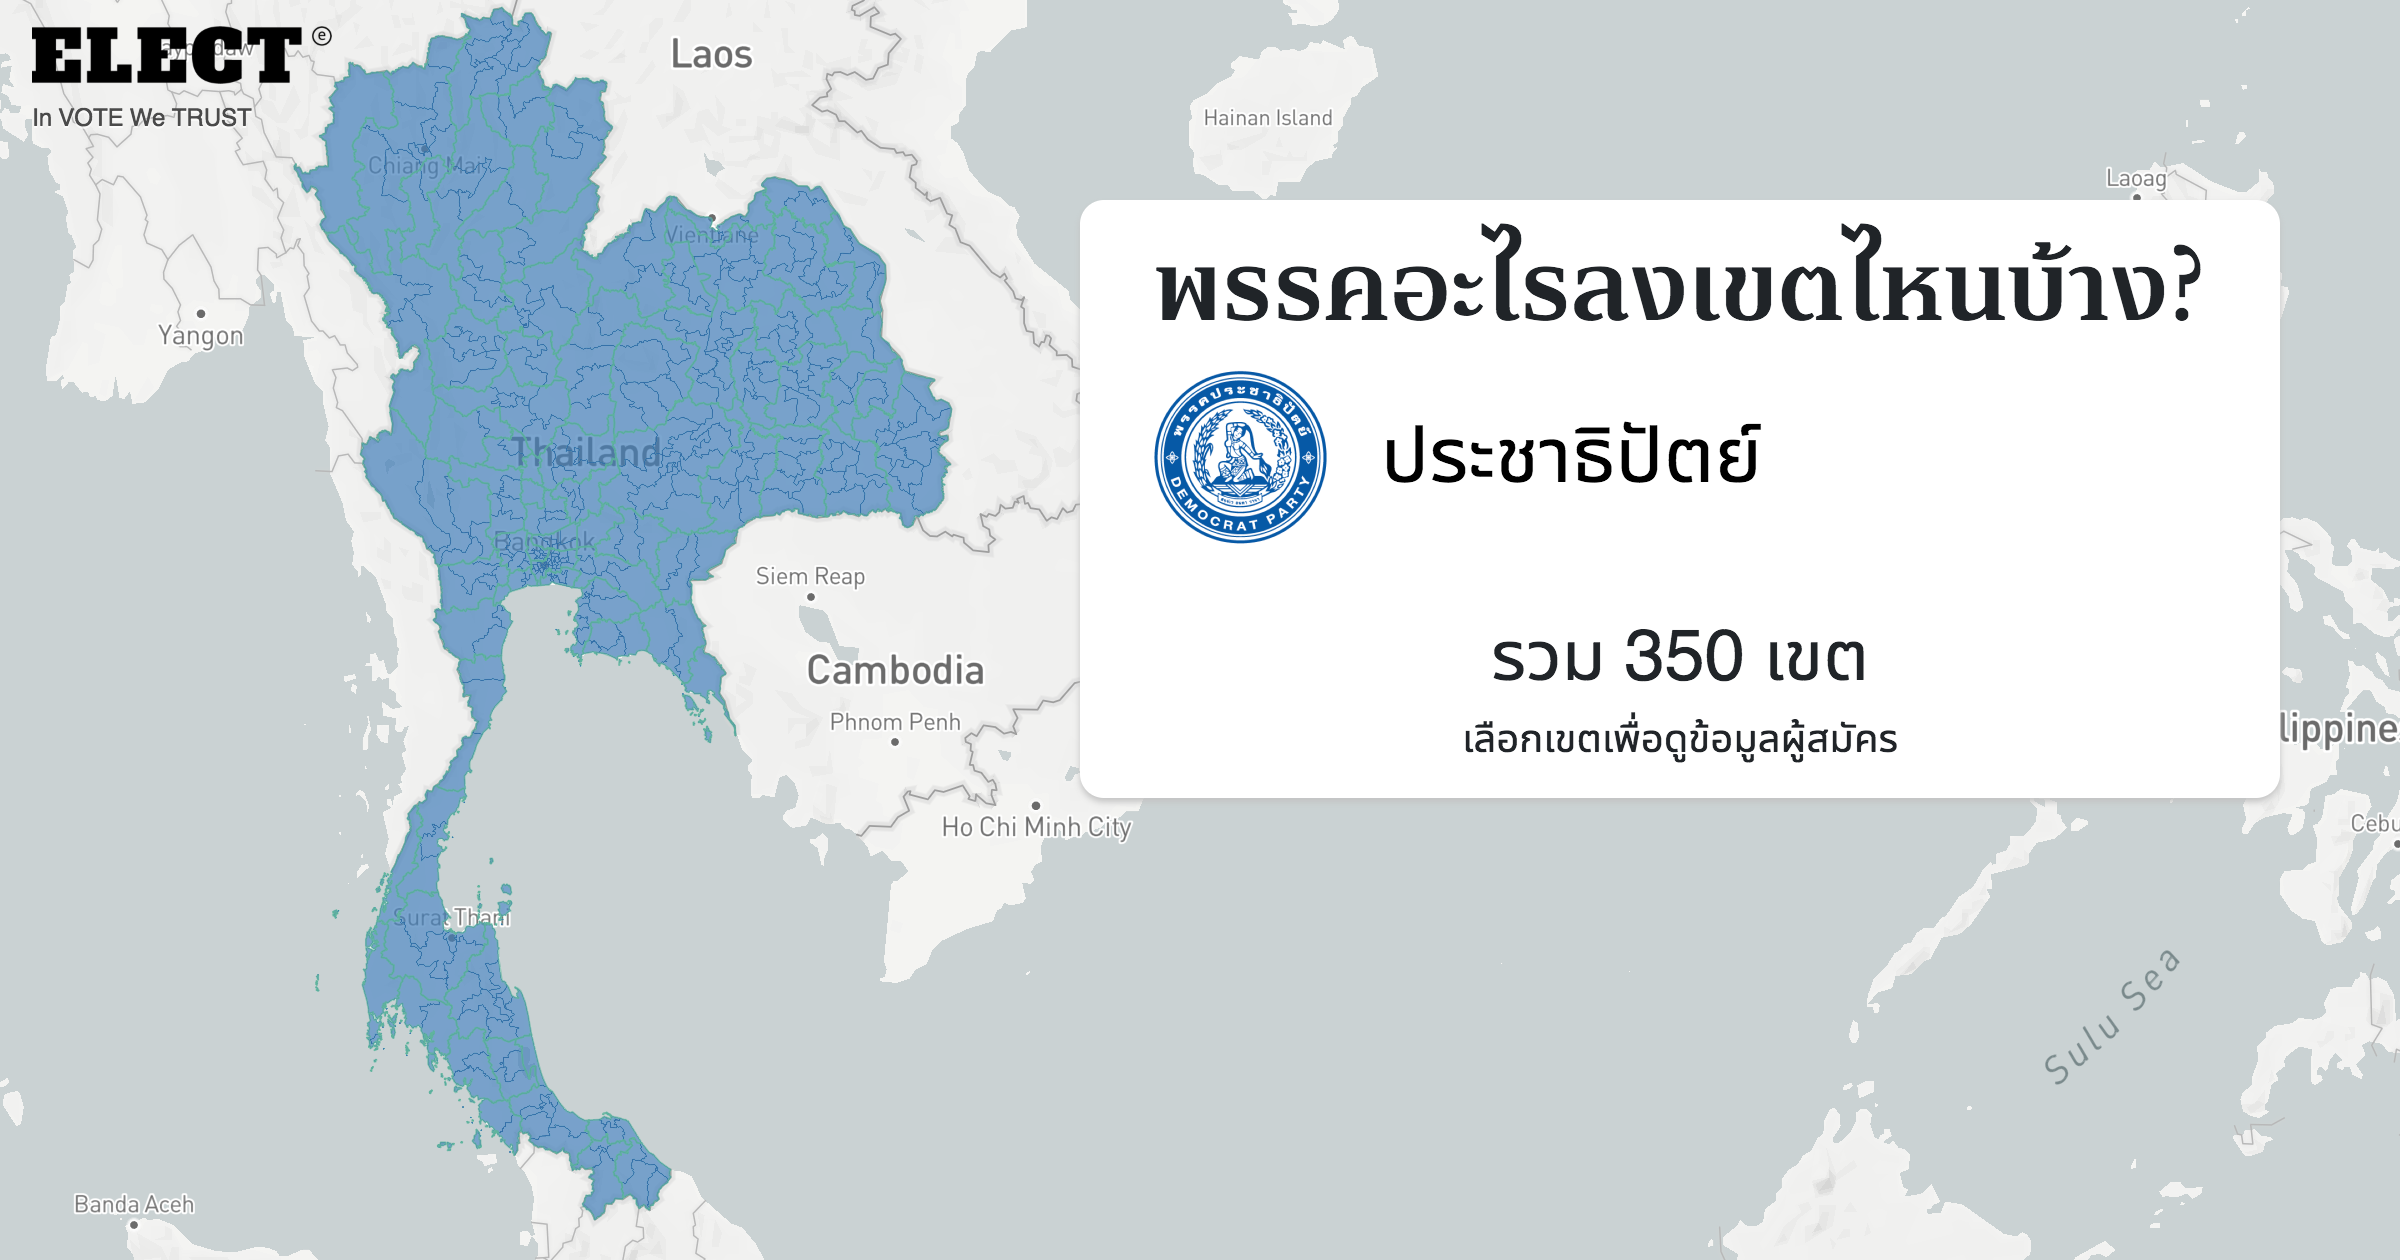 ELECT ⓔ
In VOTE We TRUST
Laos
Hainan Island
Laoag
Chiang Mai
Vientiane
Yangon
พรรคอะไรลงเขตไหนบ้าง?
พรรคประชาธิปัตย์
DEMOCRAT PARTY
ประชาธิปัตย์
Thailand
Bangkok
Siem Reap
Cambodia
Phnom Penh
รวม 350 เขต
เลือกเขตเพื่อดูข้อมูลผู้สมัคร
lippine
Ho Chi Minh City
Cebu
Surat Thani
Sulu Sea
Banda Aceh